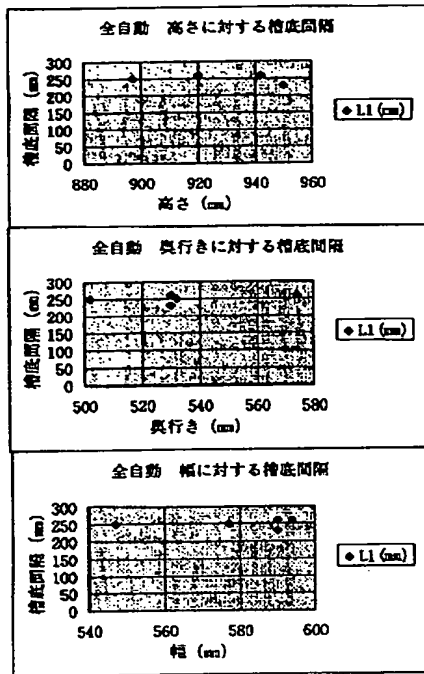 全自動 高さに対する槽底間隔
槽底間隔 (mm)
300
250
200
150
100
50
0
880 900 920 940 960
高さ (mm)
◆ L1 (mm)
全自動 奥行きに対する槽底間隔
槽底間隔 (mm)
300
250
200
150
100
50
0
500 520 540 560 580
奥行き (mm)
◆ L1 (mm)
全自動 幅に対する槽底間隔
槽底間隔 (mm)
300
250
200
150
100
50
0
540 560 580 600
幅 (mm)
◆ L1 (mm)